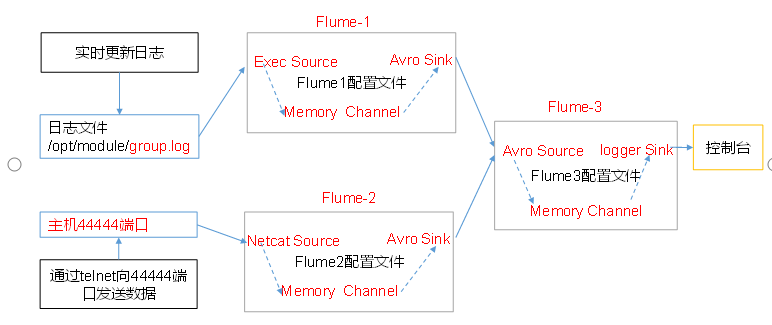 Flume-1
实时更新日志
Exec Source
Avro Sink
Flume1配置文件
Memory Channel
日志文件
/opt/module/group.log
Flume-3
Avro Source
logger Sink
Flume3配置文件
Memory Channel
控制台
Flume-2
主机44444端口
Netcat Source
Avro Sink
Flume2配置文件
Memory Channel
通过telnet向44444端
口发送数据